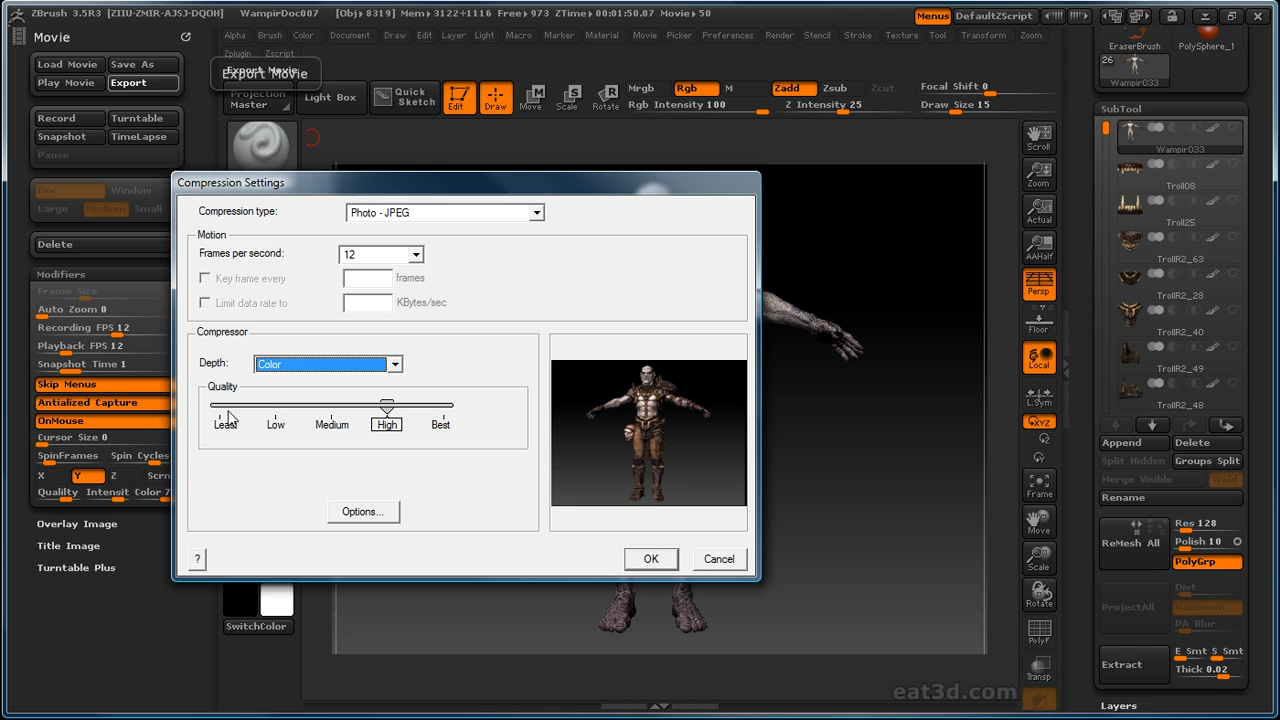 ZBrush 3.5R3 [ZIIU-ZMIR-AJSJ-DQOH] WampirDoc007 [Obj▸ 8319] Mem▸3122+1116 Free▸973 ZTime▸00:01:50.07 Movie▸50 Menus DefaultZScript
Alpha Brush Color Document Draw Edit Layer Light Macro Marker Material Movie Picker Preferences Render Stencil Stroke Texture Tool Transform Zoom
Zplugin Zscript
Movie
Load Movie Save As
Play Movie Export
Export Movie
Record Turntable
Snapshot TimeLapse
Pause
Doc Window
Large Medium Small
Delete
Modifiers
Frame Size
Auto Zoom 0
Recording FPS 12
Playback FPS 12
Snapshot Time 1
Skip Menus
Antialized Capture
OnMouse
Cursor Size 0
SpinFrames Spin Cycles
X Y Z Scrn
Quality Intensit Color 7
Overlay Image
Title Image
Turntable Plus
Projection Master
Light Box
Quick Sketch
Edit
Draw
Move
Scale
Rotate
Mrgb Rgb M
Rgb Intensity 100
Zadd Zsub Zcut
Z Intensity 25
Focal Shift 0
Draw Size 15
Compression Settings
Compression type: Photo - JPEG
Motion
Frames per second: 12
Key frame every frames
Limit data rate to KBytes/sec
Compressor
Depth: Color
Quality
Least Low Medium High Best
Options...
?
OK Cancel
SwitchColor
Scroll
Zoom
Actual
AAHalf
Persp
Floor
Local
L.Sym
XYZ
Frame
Move
Scale
Rotate
PolyF
Transp
EraserBrush PolySphere_1
26
Wampir033
SubTool
Wampir033
Troll08
Troll25
TrollR2_63
TrollR2_28
TrollR2_40
TrollR2_49
TrollR2_48
Append Delete
Split Hidden Groups Split
Merge Visible Weld
Rename
ReMesh All
Res 128
Polish 10
PolyGrp
ProjectAll
Dist
Maximum
PA Blur
Extract
E Smt S Smt
Thick 0.02
Layers
eat3d.com